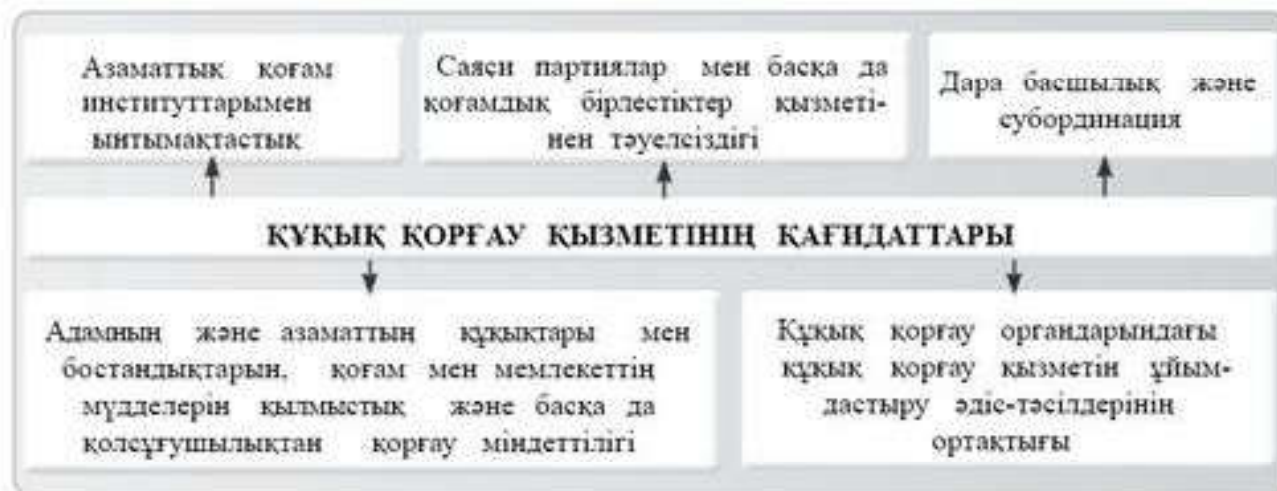 Азаматтық қоғам
институттарымен
ынтымақтастық
Саяси партиялар мен басқа да
қоғамдық бірлестіктер қызметі-
нен тәуелсіздігі
Дара басшылық және
субординация
ҚҰҚЫҚ ҚОРҒАУ ҚЫЗМЕТІНІҢ ҚАҒИДАТТАРЫ
Адамның және азаматтың құқықтары мен
бостандықтарын, қоғам мен мемлекеттің
мүдделерін қылмыстық және басқа да
қолсұғушылықтан қорғау міндеттілігі
Құқық қорғау органдарындағы
құқық қорғау қызметін ұйым-
дастыру әдіс-тәсілдерінің
ортақтығы